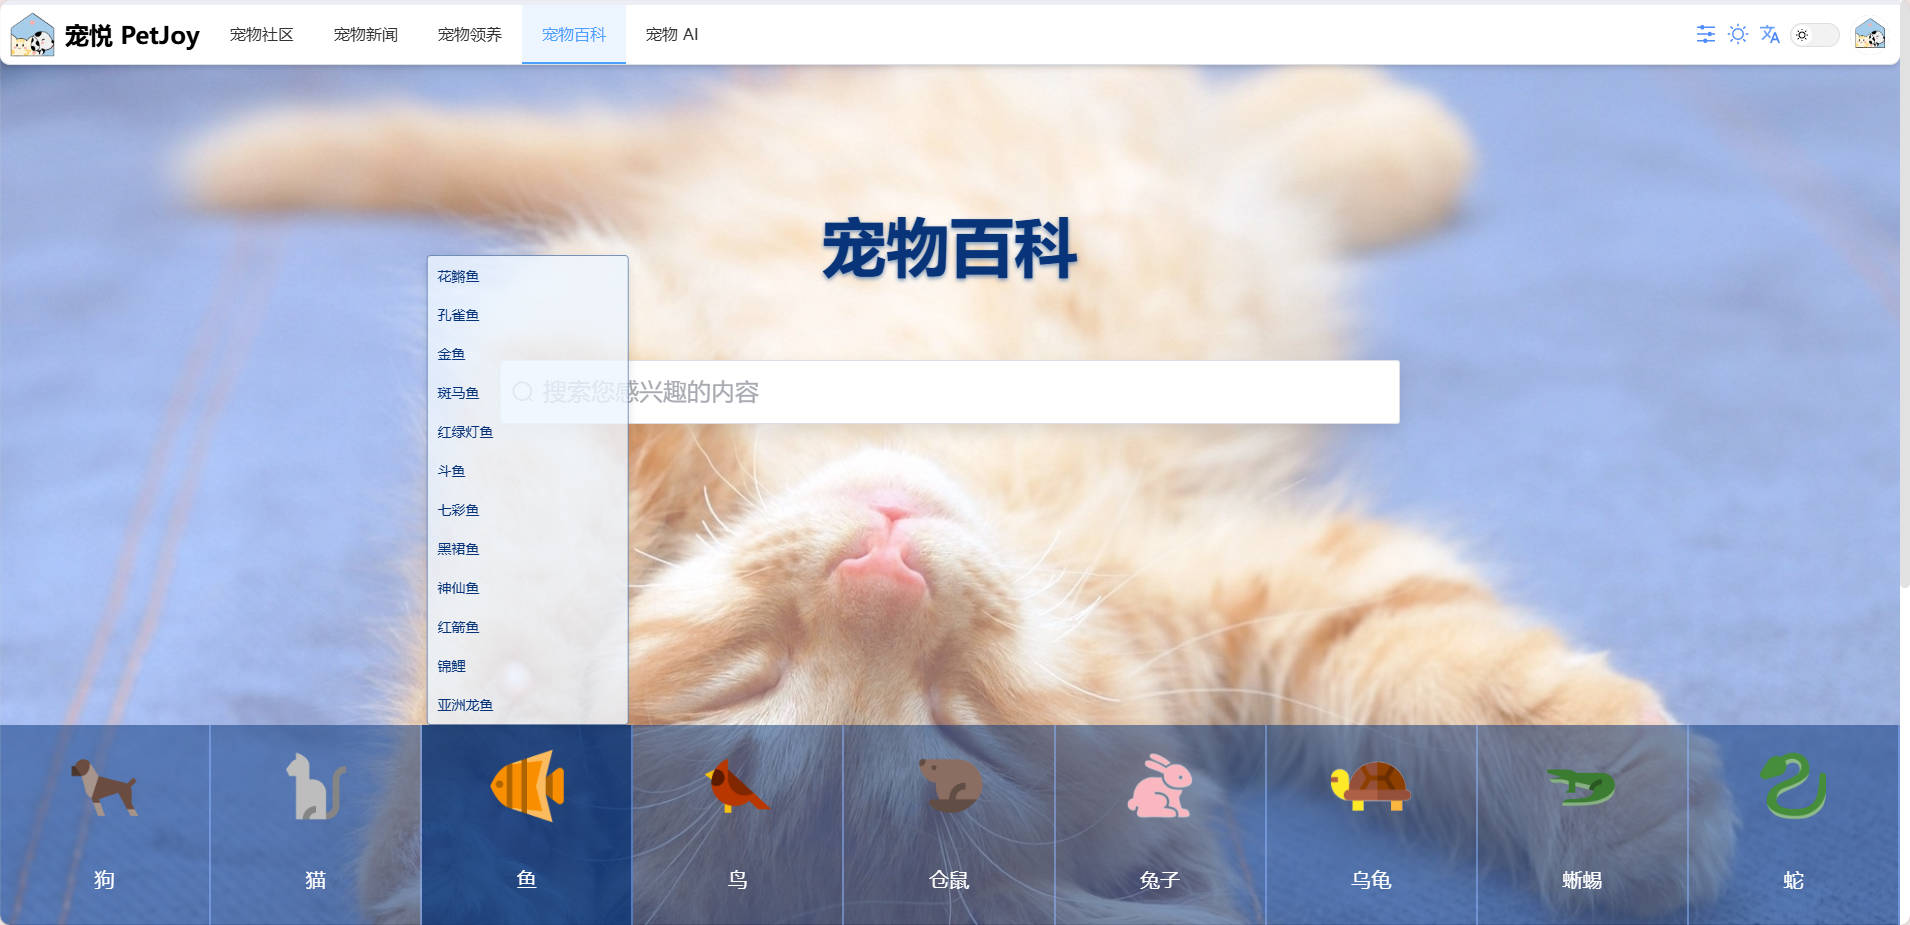 宠悦 PetJoy
宠物社区
宠物新闻
宠物领养
宠物百科
宠物 AI
宠物百科
搜索您感兴趣的内容
花鳉鱼
孔雀鱼
金鱼
斑马鱼
红绿灯鱼
斗鱼
七彩鱼
黑裙鱼
神仙鱼
红箭鱼
锦鲤
亚洲龙鱼
狗
猫
鱼
鸟
仓鼠
兔子
乌龟
蜥蜴
蛇